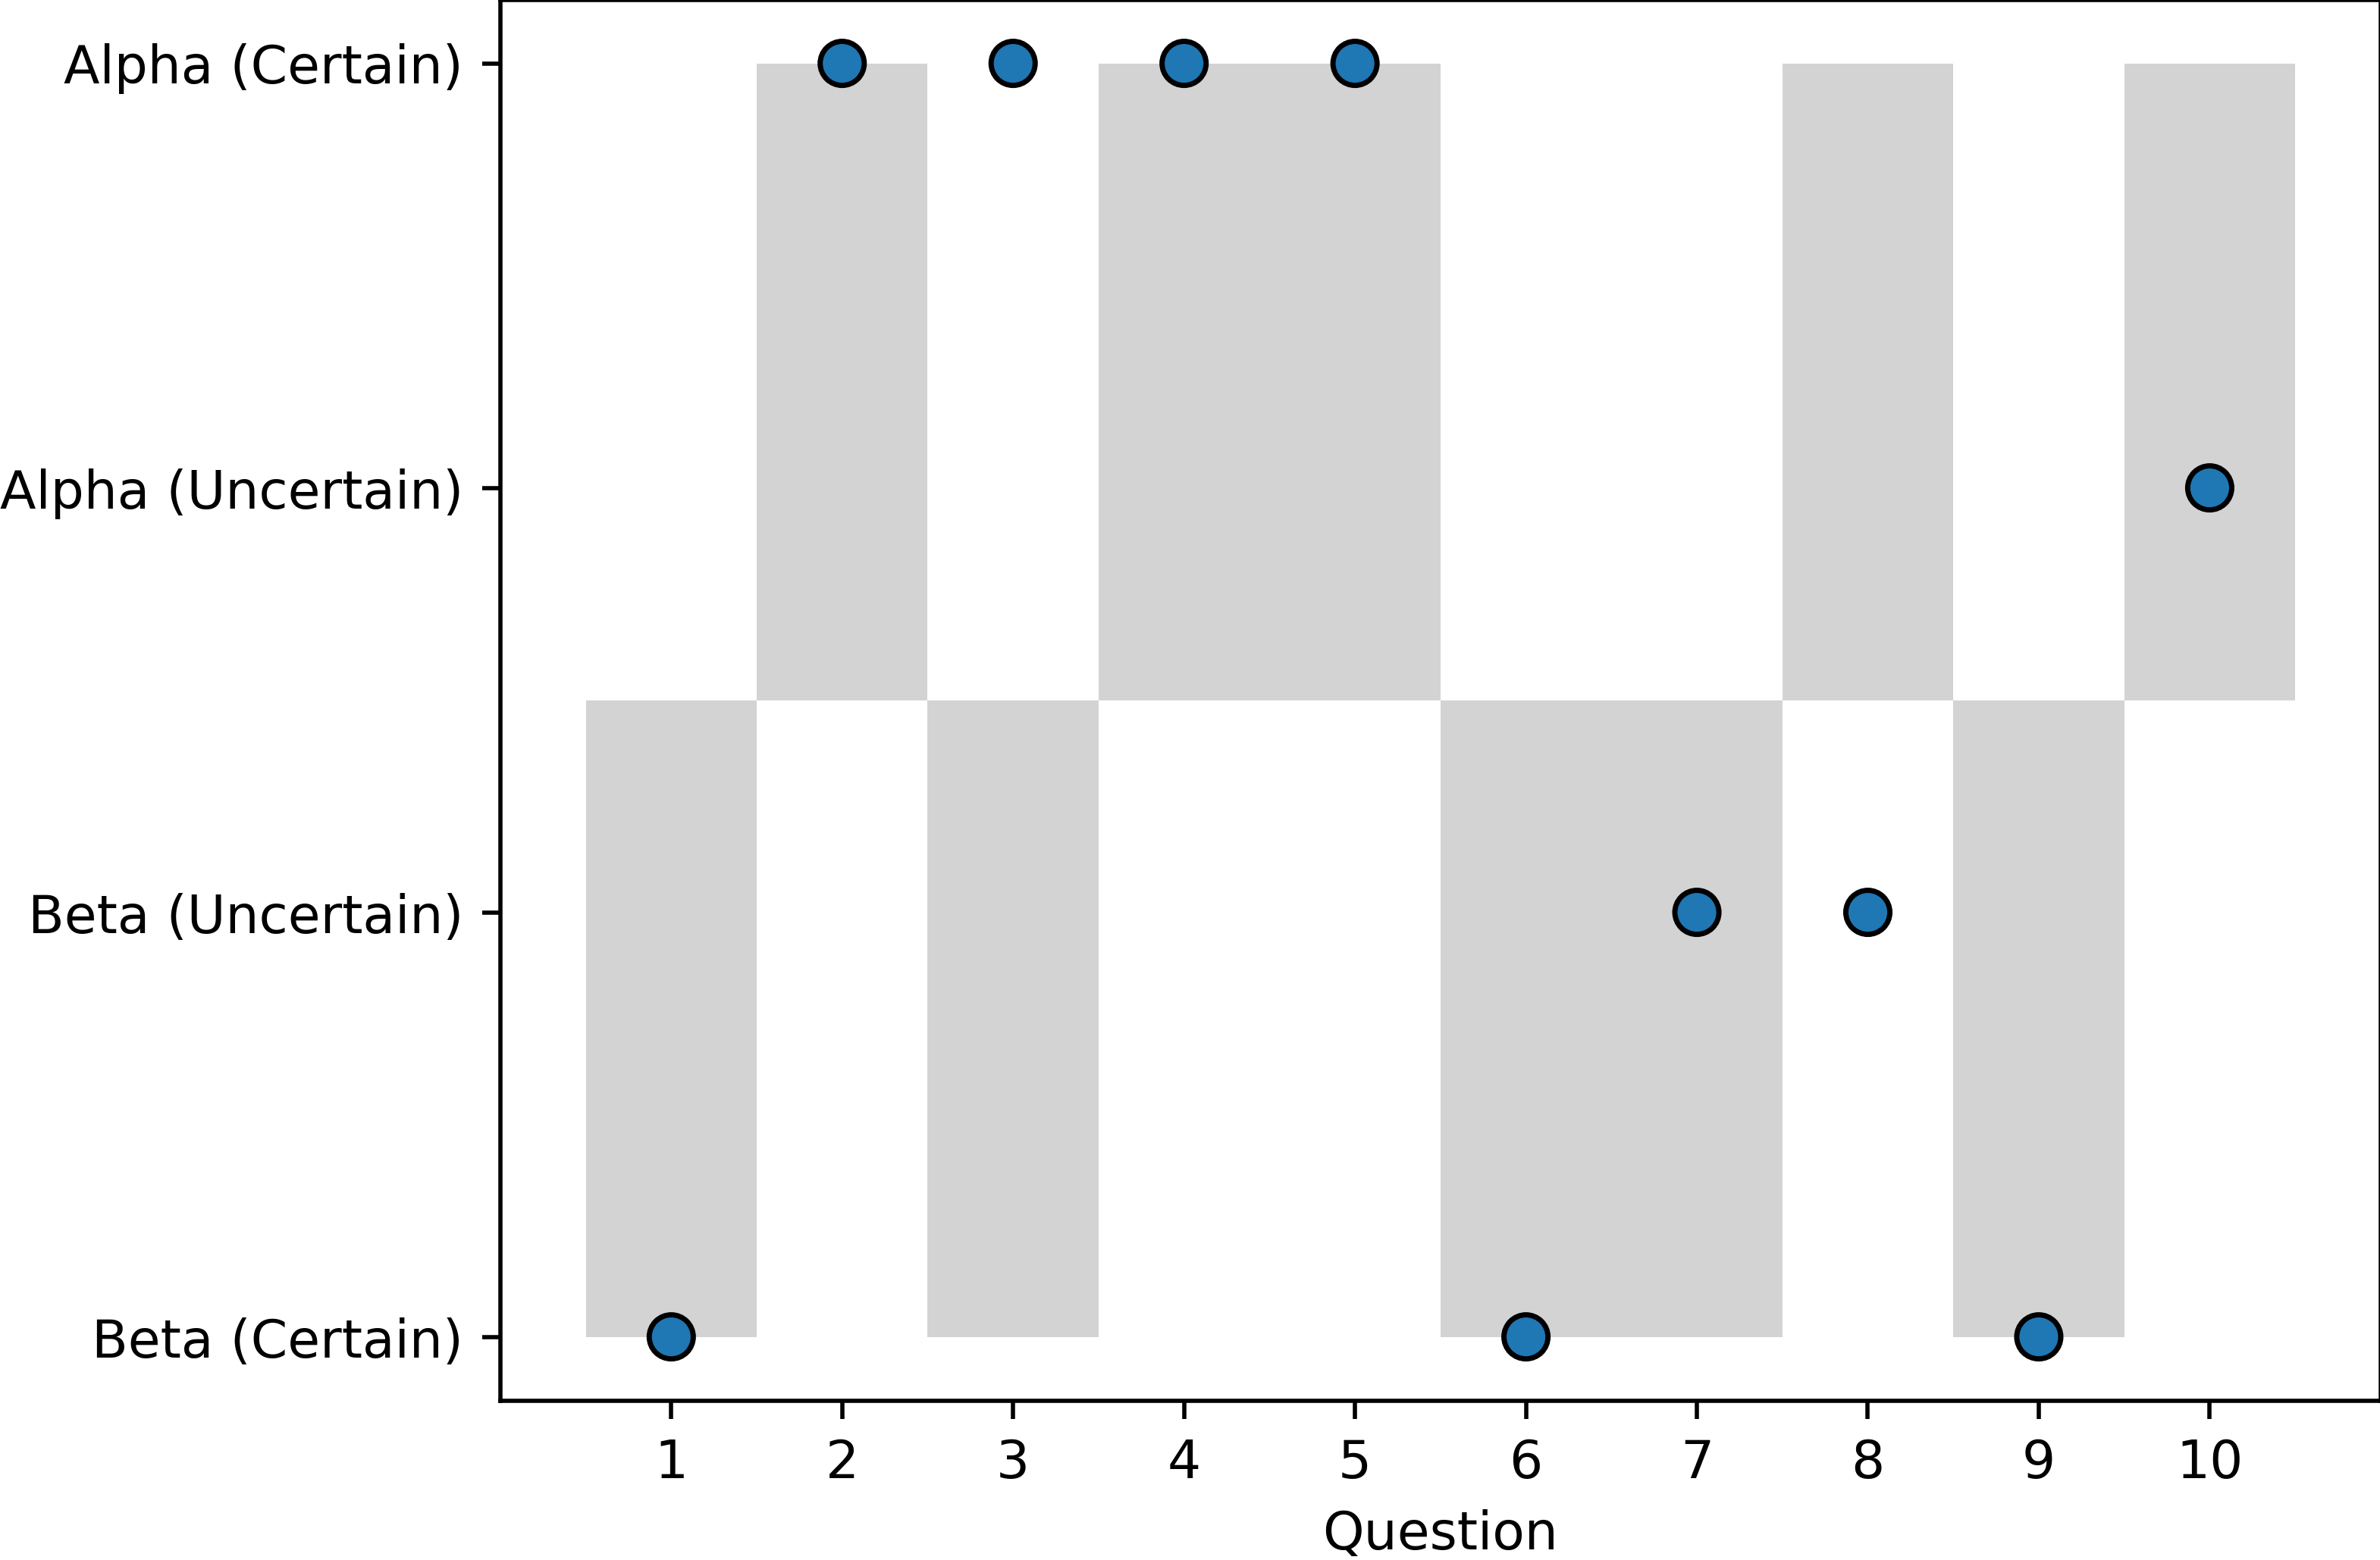 Alpha (Certain)
Alpha (Uncertain)
Beta (Uncertain)
Beta (Certain)
1 2 3 4 5 6 7 8 9 10
Question